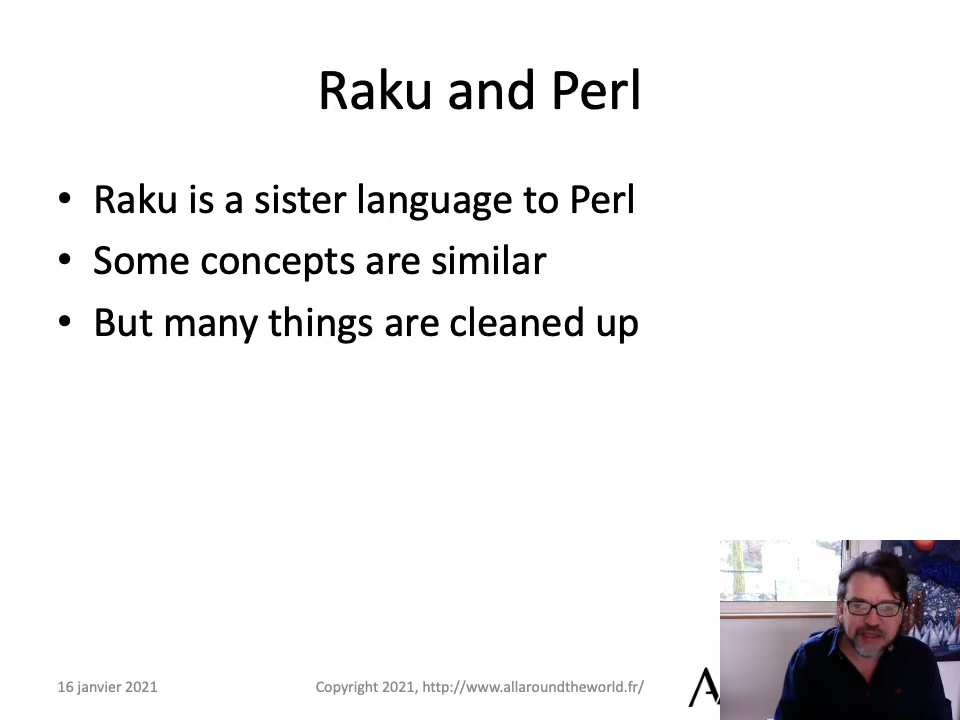 Raku and Perl
• Raku is a sister language to Perl
• Some concepts are similar
• But many things are cleaned up
16 janvier 2021
Copyright 2021, http://www.allaroundtheworld.fr/